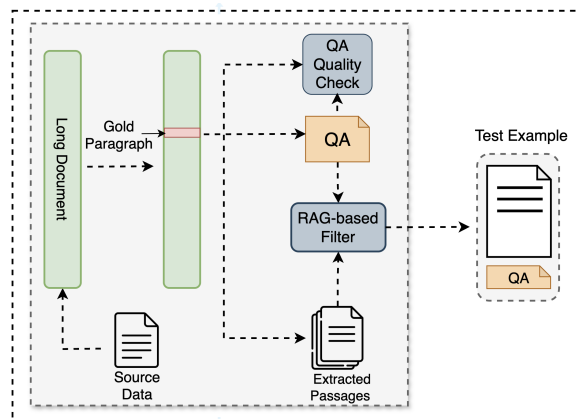 Long Document
Gold
Paragraph
QA
Quality
Check
QA
RAG-based
Filter
Source
Data
Extracted
Passages
Test Example
QA